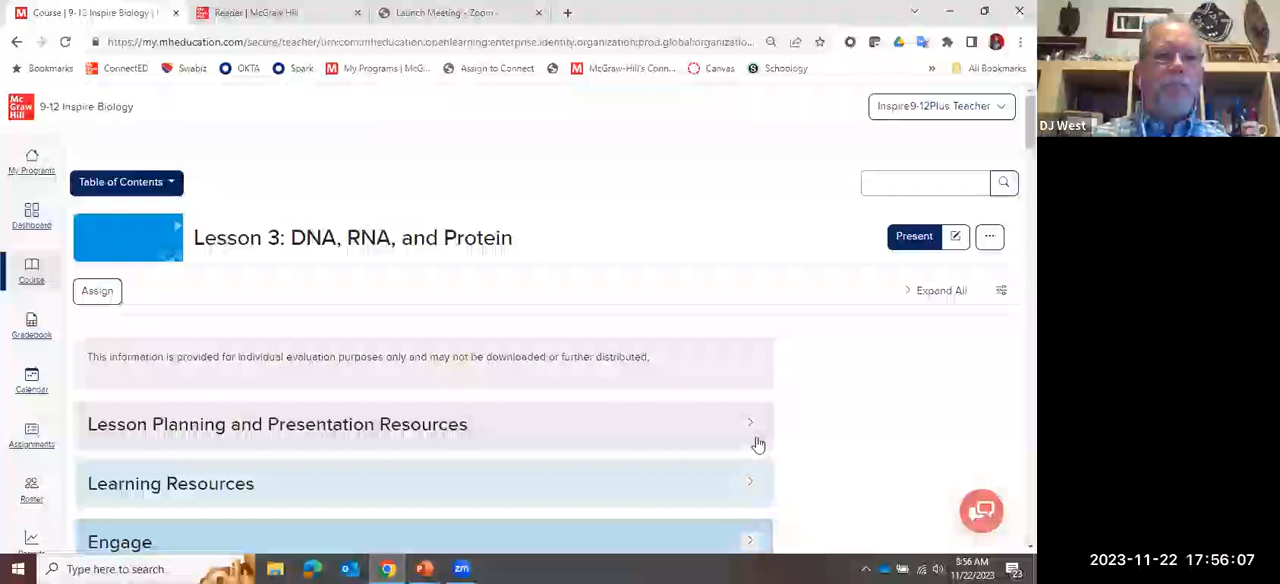 Course | 9-12 Inspire Biology |
Reader | McGraw Hill
Launch Meeting - Zoom
https://my.mheducation.com/secure/teacher/urn:com.mheducation.openlearning:enterprise.identity.organization:prod.global:organizatio...
Bookmarks
ConnectED
Swabiz
OKTA
Spark
My Programs | McG...
Assign to Connect
McGraw-Hill's Conn...
Canvas
Schoology
»
All Bookmarks
Mc Graw Hill
9-12 Inspire Biology
Inspire9-12Plus Teacher
DJ West
My Programs
Table of Contents
Dashboard
Lesson 3: DNA, RNA, and Protein
Present
Course
Assign
Expand All
Gradebook
This information is provided for individual evaluation purposes only and may not be downloaded or further distributed.
Calendar
Lesson Planning and Presentation Resources
Assignments
Learning Resources
Roster
Engage
Type here to search
8:56 AM
11/22/2023
23
2023-11-22 17:56:07